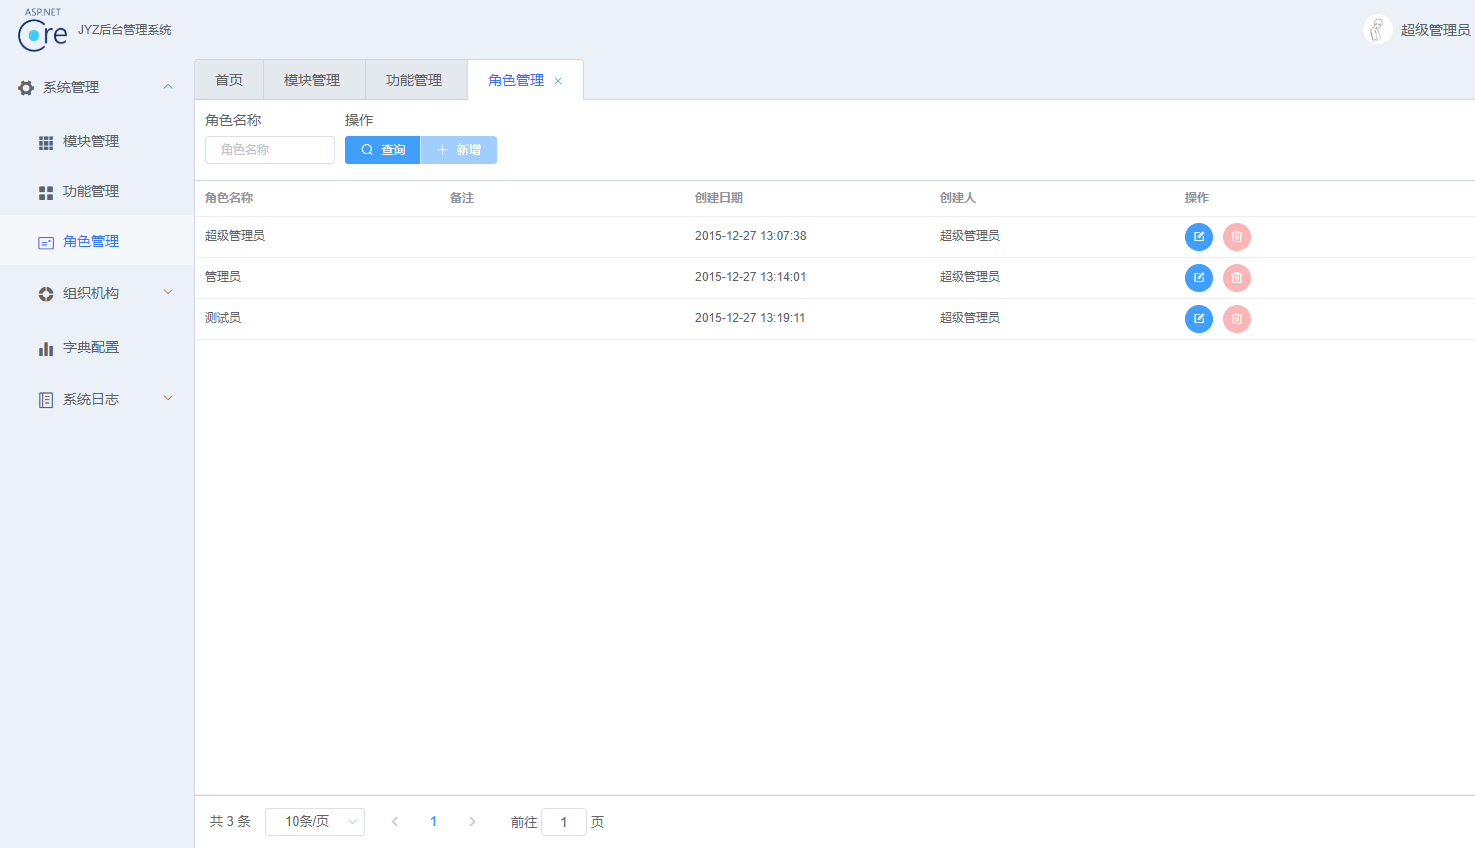 ASP.NET
Core
JYZ后台管理系统
超级管理员
系统管理
模块管理
功能管理
角色管理
组织机构
字典配置
系统日志
首页 模块管理 功能管理 角色管理 ×
角色名称 操作
角色名称 查询 新增
角色名称 备注 创建日期 创建人 操作
超级管理员 2015-12-27 13:07:38 超级管理员
管理员 2015-12-27 13:14:01 超级管理员
测试员 2015-12-27 13:19:11 超级管理员
共 3 条 10条/页 1 前往 1 页